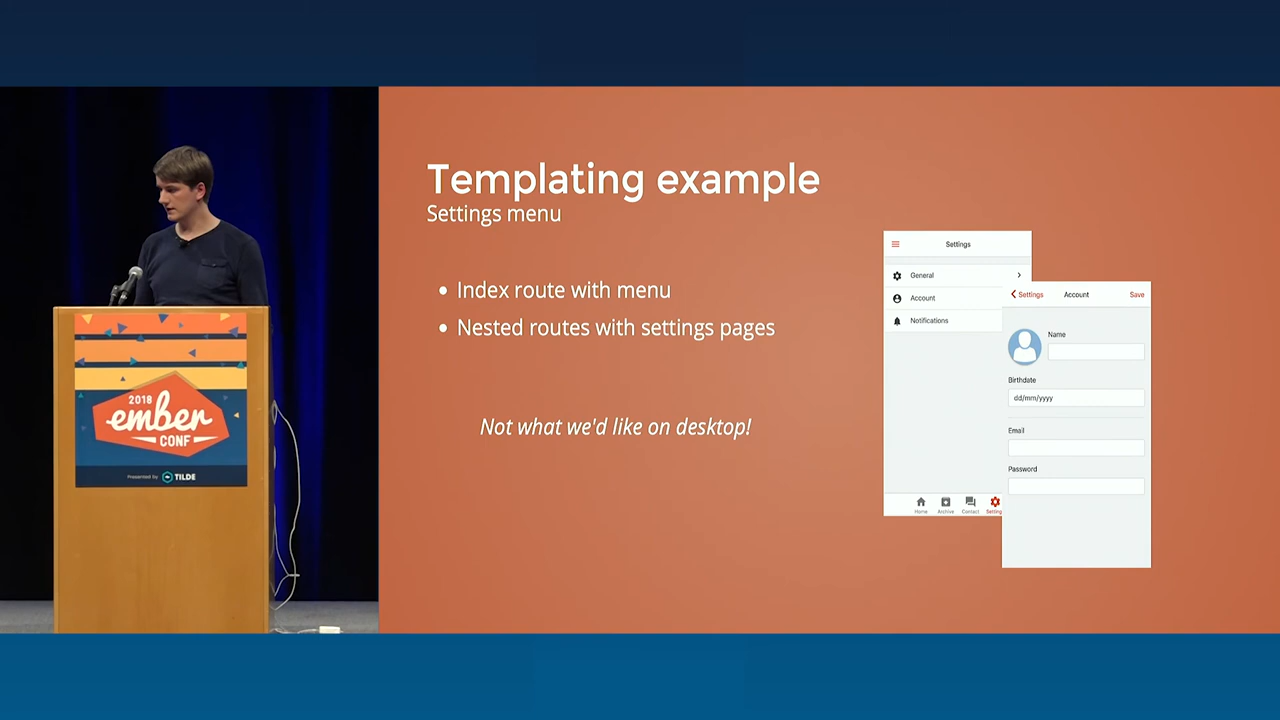 Templating example
Settings menu
Index route with menu
Nested routes with settings pages
Not what we'd like on desktop!
Settings
General
Account
Notifications
Home
Archive
Contact
Settings
Settings
Account
Save
Name
Birthdate
dd/mm/yyyy
Email
Password
2018
ember
CONF
Presented by
TILDE